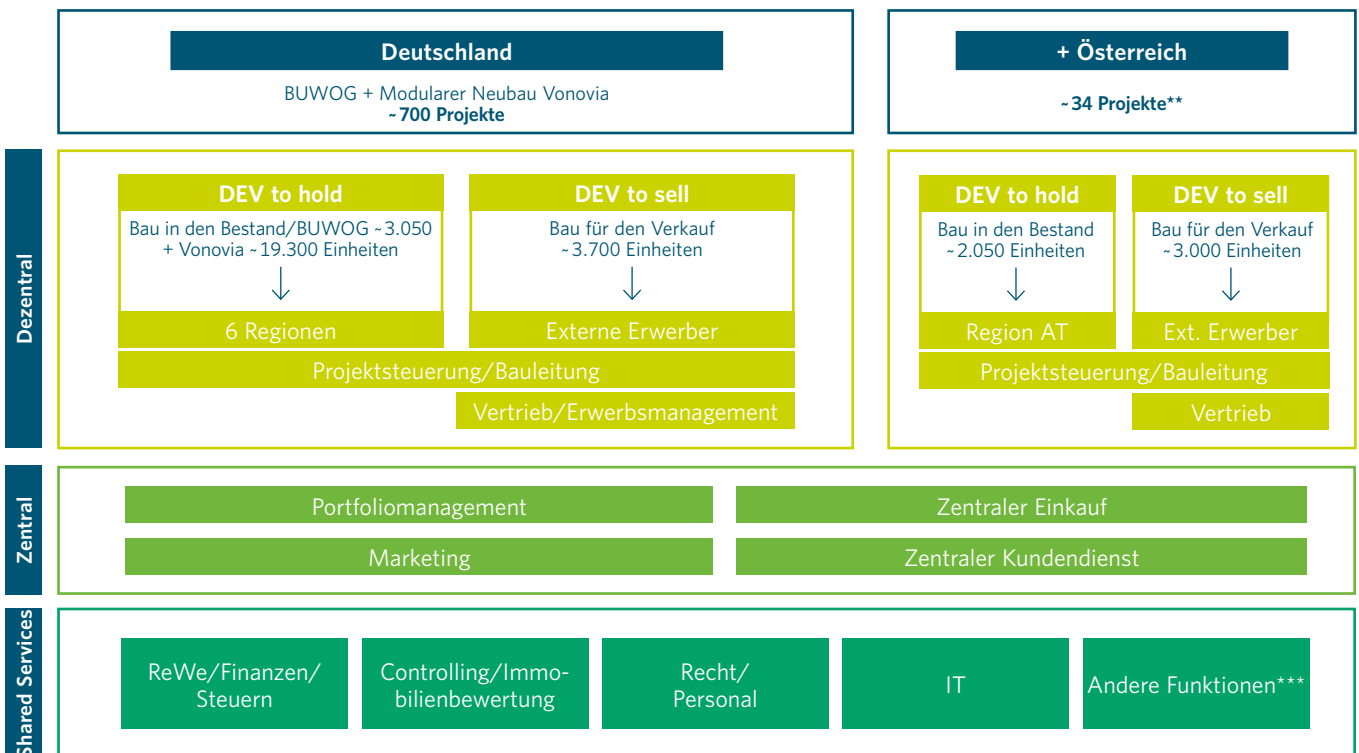 Deutschland
BUWOG + Modularer Neubau Vonovia
~ 700 Projekte
+ Österreich
~ 34 Projekte**
Dezentral
DEV to hold
Bau in den Bestand/BUWOG ~ 3.050
+ Vonovia ~ 19.300 Einheiten
6 Regionen
DEV to sell
Bau für den Verkauf
~ 3.700 Einheiten
Externe Erwerber
Projektsteuerung/Bauleitung
Vertrieb/Erwerbsmanagement
DEV to hold
Bau in den Bestand
~ 2.050 Einheiten
Region AT
DEV to sell
Bau für den Verkauf
~ 3.000 Einheiten
Ext. Erwerber
Projektsteuerung/Bauleitung
Vertrieb
Zentral
Portfoliomanagement
Zentraler Einkauf
Marketing
Zentraler Kundendienst
Shared Services
ReWe/Finanzen/
Steuern
Controlling/Immo-
bilienbewertung
Recht/
Personal
IT
Andere Funktionen***